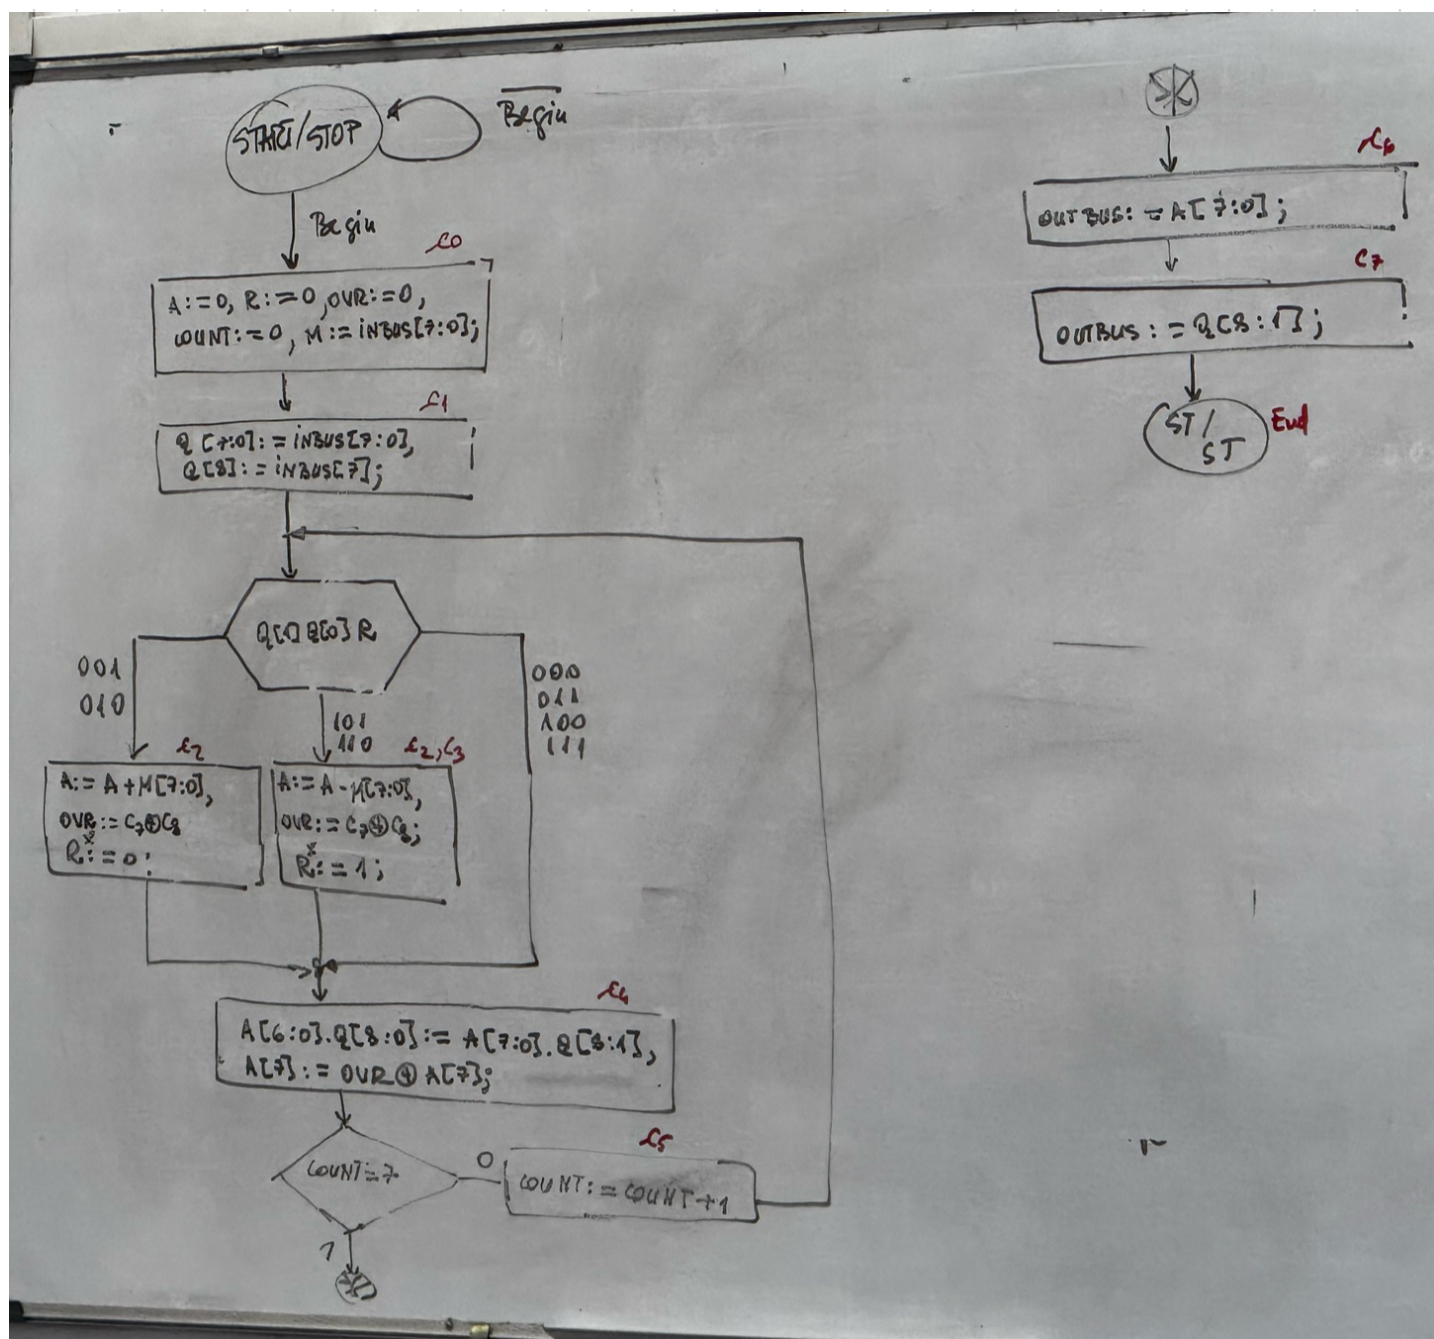 START/STOP
Begin
Begin
c0
A:=0, R:=0, OVR:=0,
COUNT:=0, M:=INBUS[7:0];
c1
Q[7:0]:=INBUS[7:0],
Q[8]:=INBUS[7];
Q[1]Q[0]R
001
010
101
110
000
011
100
111
c2
A:=A+M[7:0],
OVR:=C7⊕C8
R*:=0;
c2,c3
A:=A-M[7:0],
OVR:=C7⊕C8;
R*:=1;
c4
A[6:0].Q[8:0]:=A[7:0].Q[8:1],
A[7]:=OVR⊕A[7];
COUNT=7
0
c5
COUNT:=COUNT+1
1
c6
OUTBUS:=A[7:0];
c7
OUTBUS:=Q[8:1];
ST/
ST
End